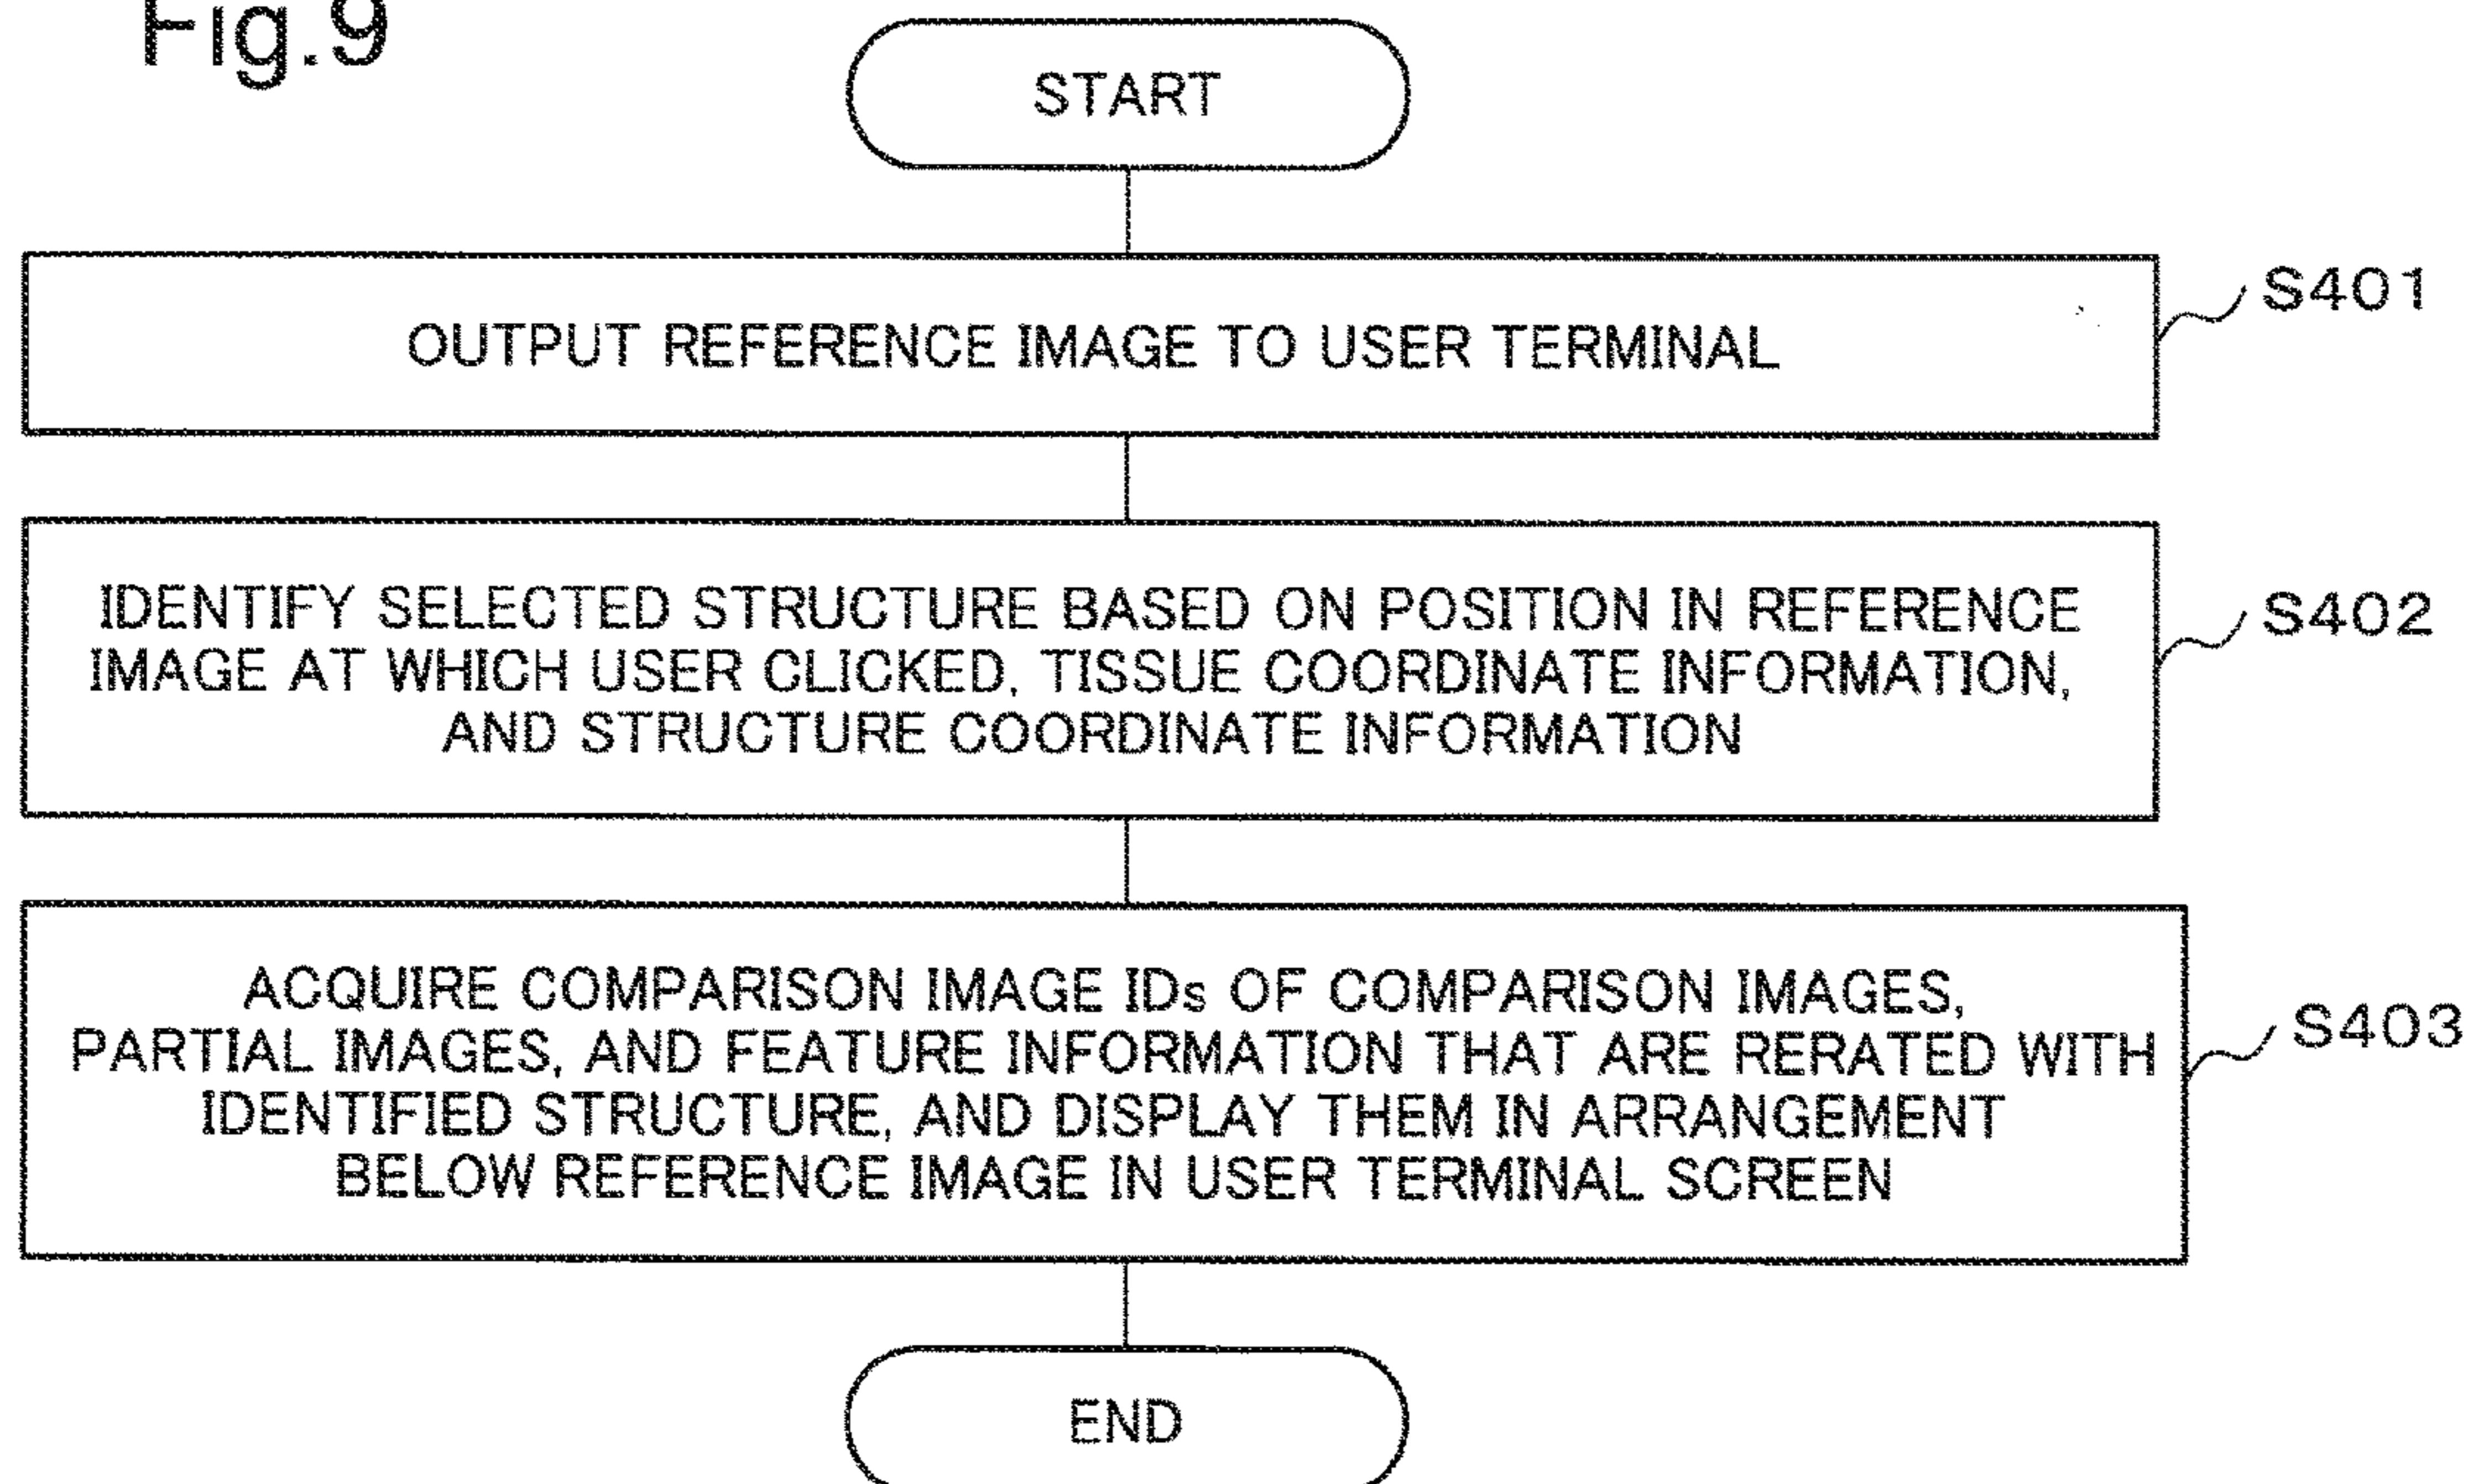 Fig.9
START
OUTPUT REFERENCE IMAGE TO USER TERMINAL
S401
IDENTIFY SELECTED STRUCTURE BASED ON POSITION IN REFERENCE
IMAGE AT WHICH USER CLICKED, TISSUE COORDINATE INFORMATION,
AND STRUCTURE COORDINATE INFORMATION
S402
ACQUIRE COMPARISON IMAGE IDs OF COMPARISON IMAGES,
PARTIAL IMAGES, AND FEATURE INFORMATION THAT ARE RERATED WITH
IDENTIFIED STRUCTURE, AND DISPLAY THEM IN ARRANGEMENT
BELOW REFERENCE IMAGE IN USER TERMINAL SCREEN
S403
END